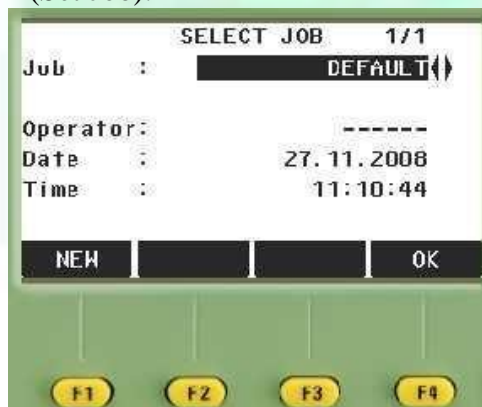 SELECT JOB 1/1
Job : DEFAULT
Operator: ------
Date : 27.11.2008
Time : 11:10:44
NEW OK
F1 F2 F3 F4